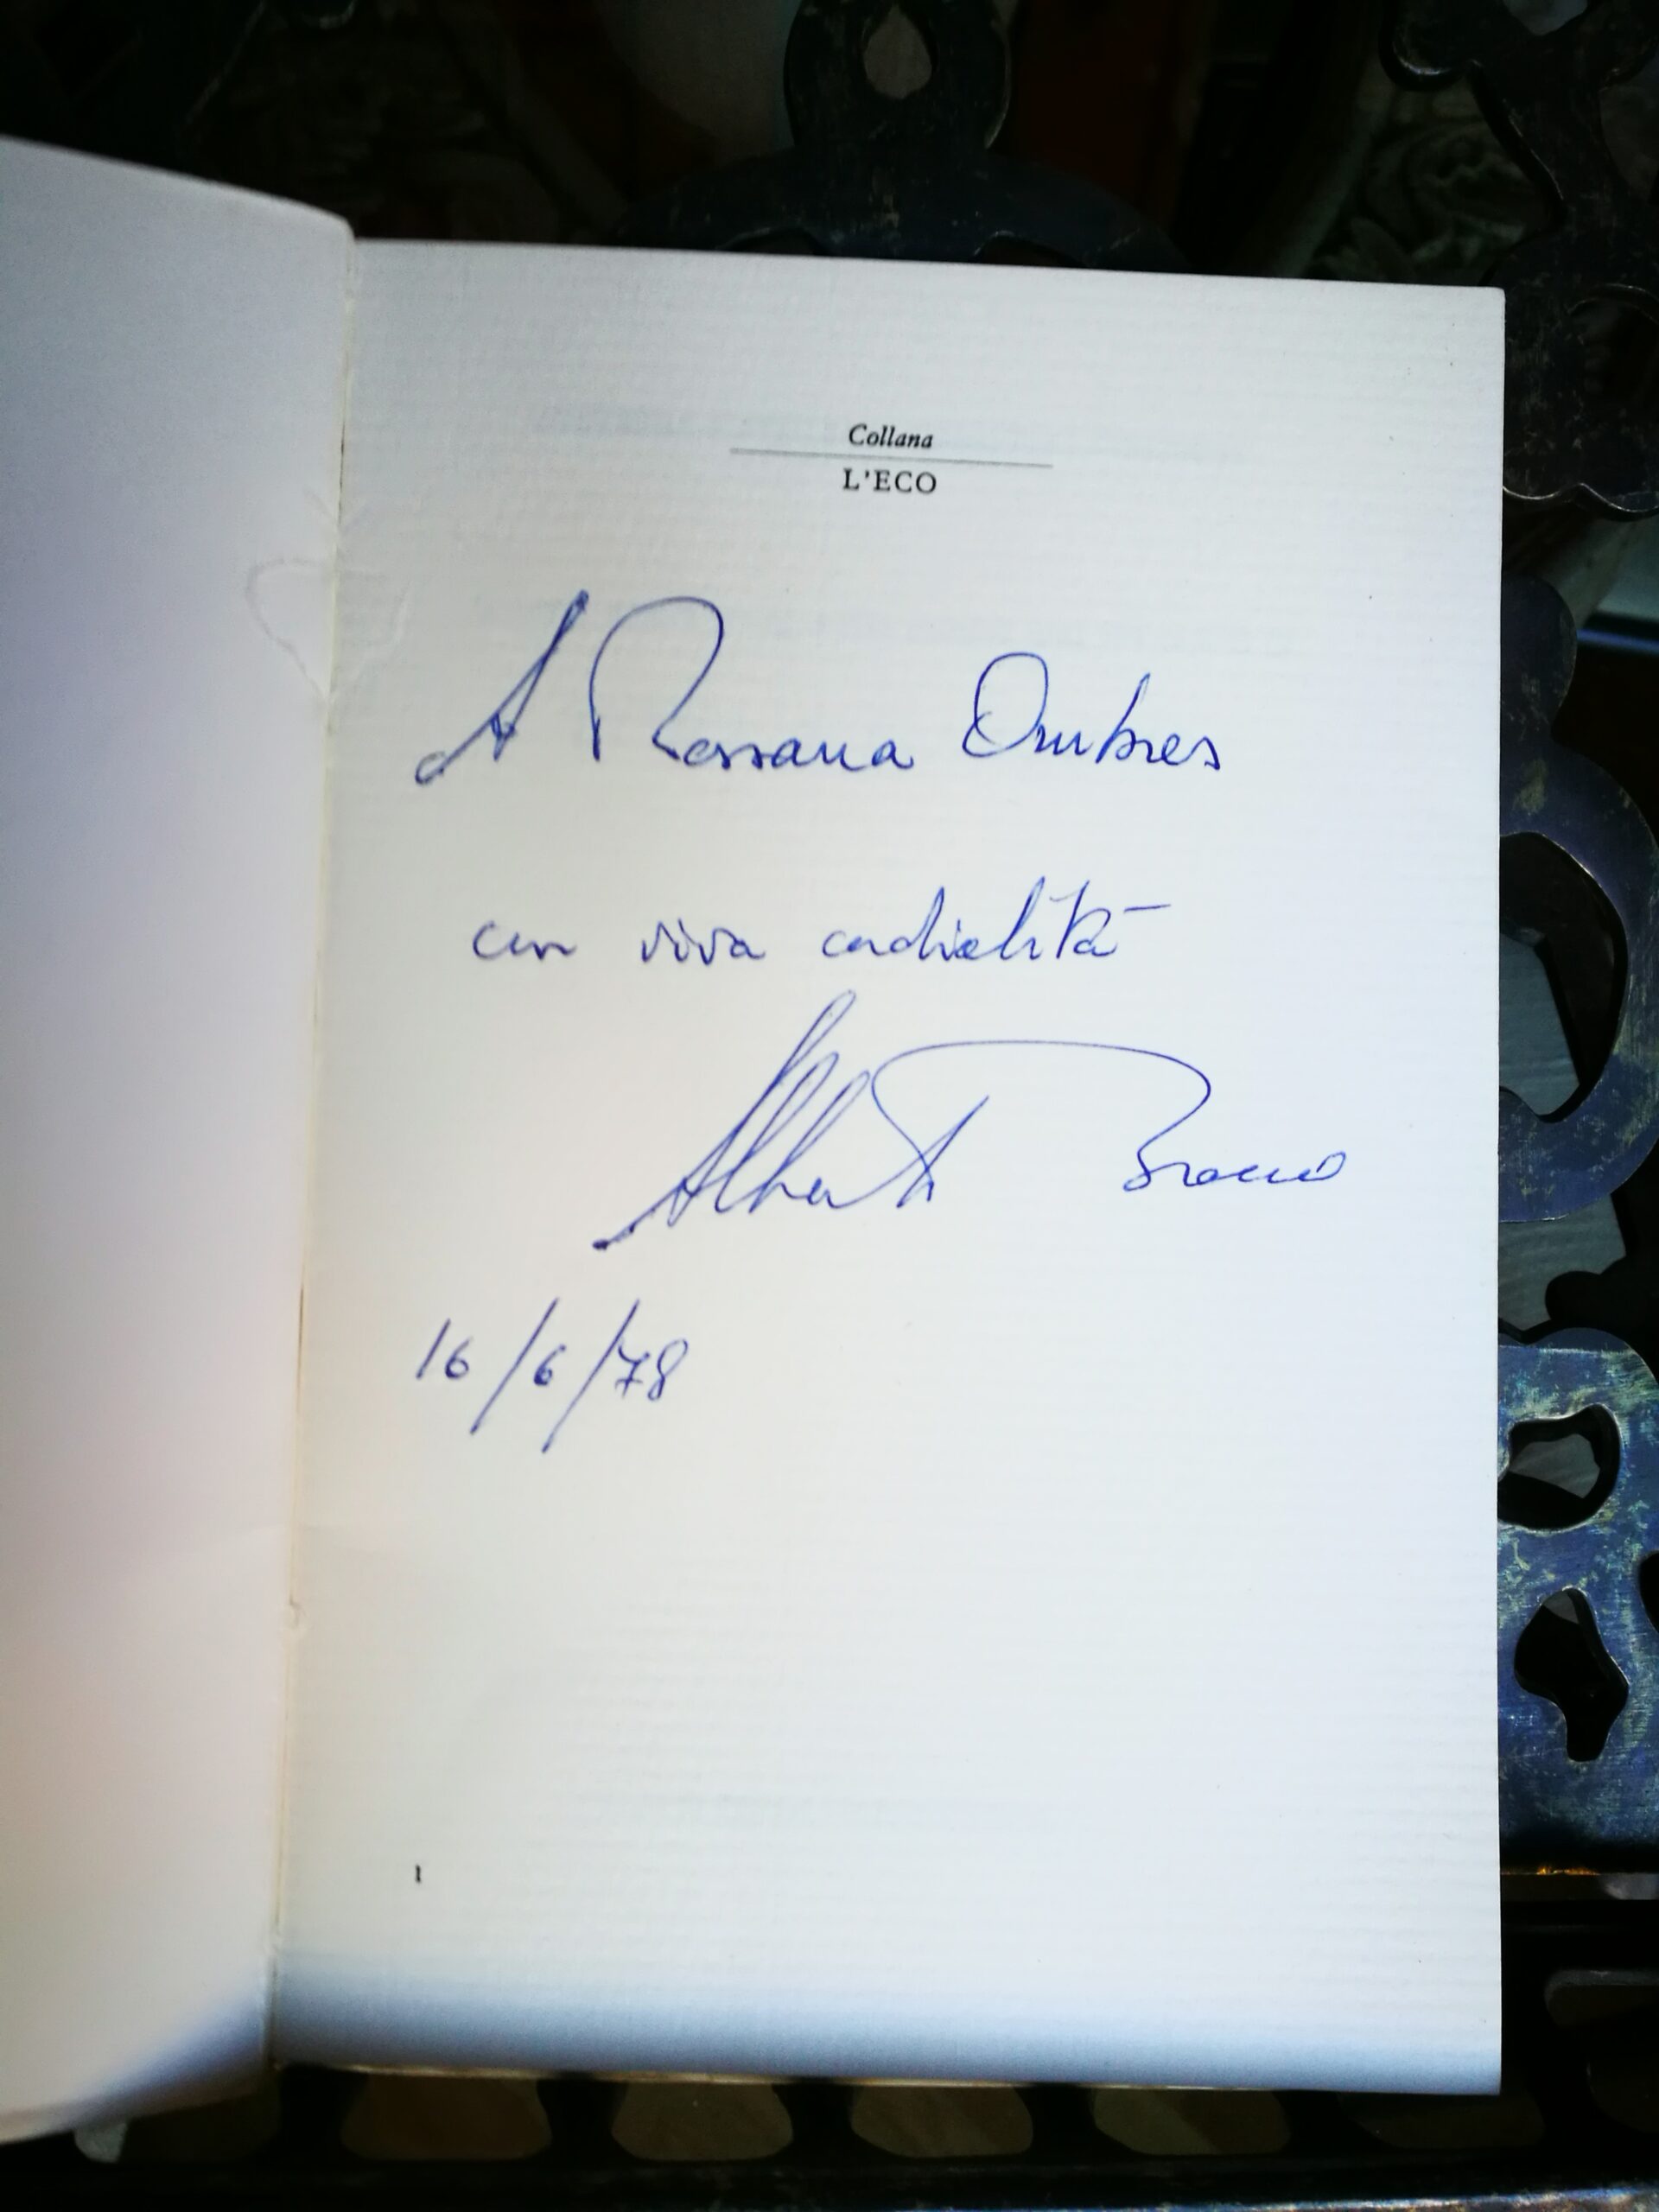 Collana
L'ECO
A Rossana Ombres
con viva cordialità
Alberto
16/6/78
1